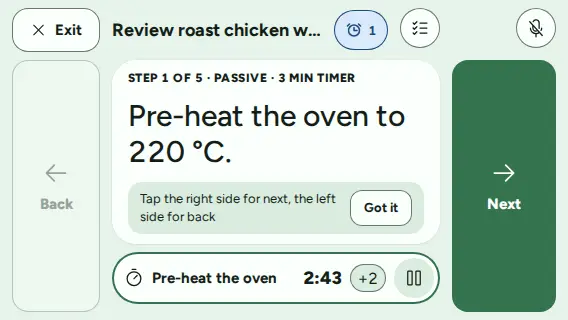 Exit
Review roast chicken w...
1
STEP 1 OF 5 · PASSIVE · 3 MIN TIMER
Pre-heat the oven to
220 °C.
Tap the right side for next, the left
side for back
Got it
Back
Next
Pre-heat the oven
2:43
+2